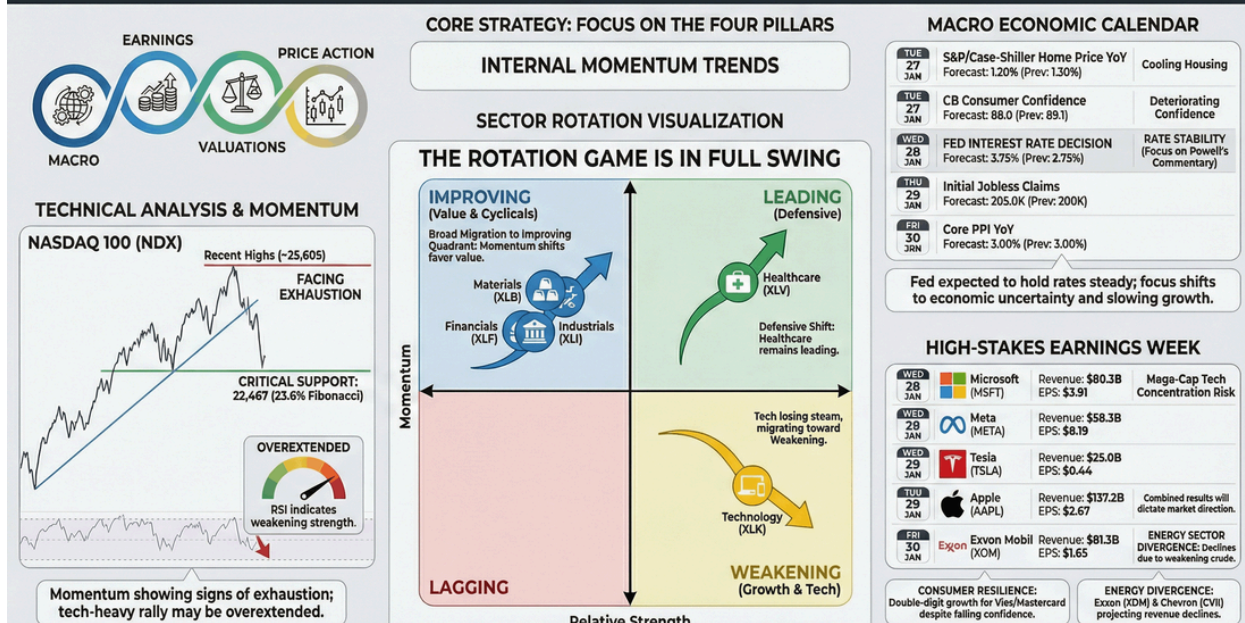 EARNINGS
PRICE ACTION
MACRO
VALUATIONS
TECHNICAL ANALYSIS & MOMENTUM
NASDAQ 100 (NDX)
Recent Highs (~25,605)
FACING
EXHAUSTION
CRITICAL SUPPORT:
22,467 (23.6% Fibonacci)
OVEREXTENDED
RSI indicates
weakening strength.
Momentum showing signs of exhaustion;
tech-heavy rally may be overextended.
CORE STRATEGY: FOCUS ON THE FOUR PILLARS
INTERNAL MOMENTUM TRENDS
SECTOR ROTATION VISUALIZATION
THE ROTATION GAME IS IN FULL SWING
IMPROVING
(Value & Cyclicals)
Broad Migration to Improving
Quadrant: Momentum shifts
favor value.
Materials
(XLB)
Financials
(XLF)
Industrials
(XLI)
LEADING
(Defensive)
Healthcare
(XLV)
Defensive Shift:
Healthcare
remains leading.
Momentum
LAGGING
Tech losing steam,
migrating toward
Weakening.
Technology
(XLK)
WEAKENING
(Growth & Tech)
Relative Strength
MACRO ECONOMIC CALENDAR
TUE
27
JAN
S&P/Case-Shiller Home Price YoY
Forecast: 1.20% (Prev: 1.30%)
Cooling Housing
TUE
27
JAN
CB Consumer Confidence
Forecast: 88.0 (Prev: 89.1)
Deteriorating
Confidence
WED
28
JAN
FED INTEREST RATE DECISION
Forecast: 3.75% (Prev: 2.75%)
RATE STABILITY
(Focus on Powell's
Commentary)
THU
29
JAN
Initial Jobless Claims
Forecast: 205.0K (Prev: 200K)
FRI
30
JRN
Core PPI YoY
Forecast: 3.00% (Prev: 3.00%)
Fed expected to hold rates steady; focus shifts
to economic uncertainty and slowing growth.
HIGH-STAKES EARNINGS WEEK
WED
28
JAN
Microsoft
(MSFT)
Revenue: $80.3B
EPS: $3.91
Maga-Cap Tech
Concentration Risk
WED
29
JAN
Meta
(META)
Revenue: $58.3B
EPS: $8.19
WED
29
JAN
Tesia
(TSLA)
Revenue: $25.0B
EPS: $0.44
TUU
29
JAN
Apple
(AAPL)
Revenue: $137.2B
EPS: $2.67
Combined results will
dictate market direction.
FRI
30
JAN
Exxon
Exvon Mobil
(XOM)
Revenue: $81.3B
EPS: $1.65
ENERGY SECTOR
DIVERGENCE: Declines
due to weakening crude.
CONSUMER RESILIENCE:
Double-digit growth for Vies/Mastercard
despite falling confidence.
ENERGY DIVERGENCE:
Exxon (XDM) & Chevron (CVII)
projecting revenue declines.